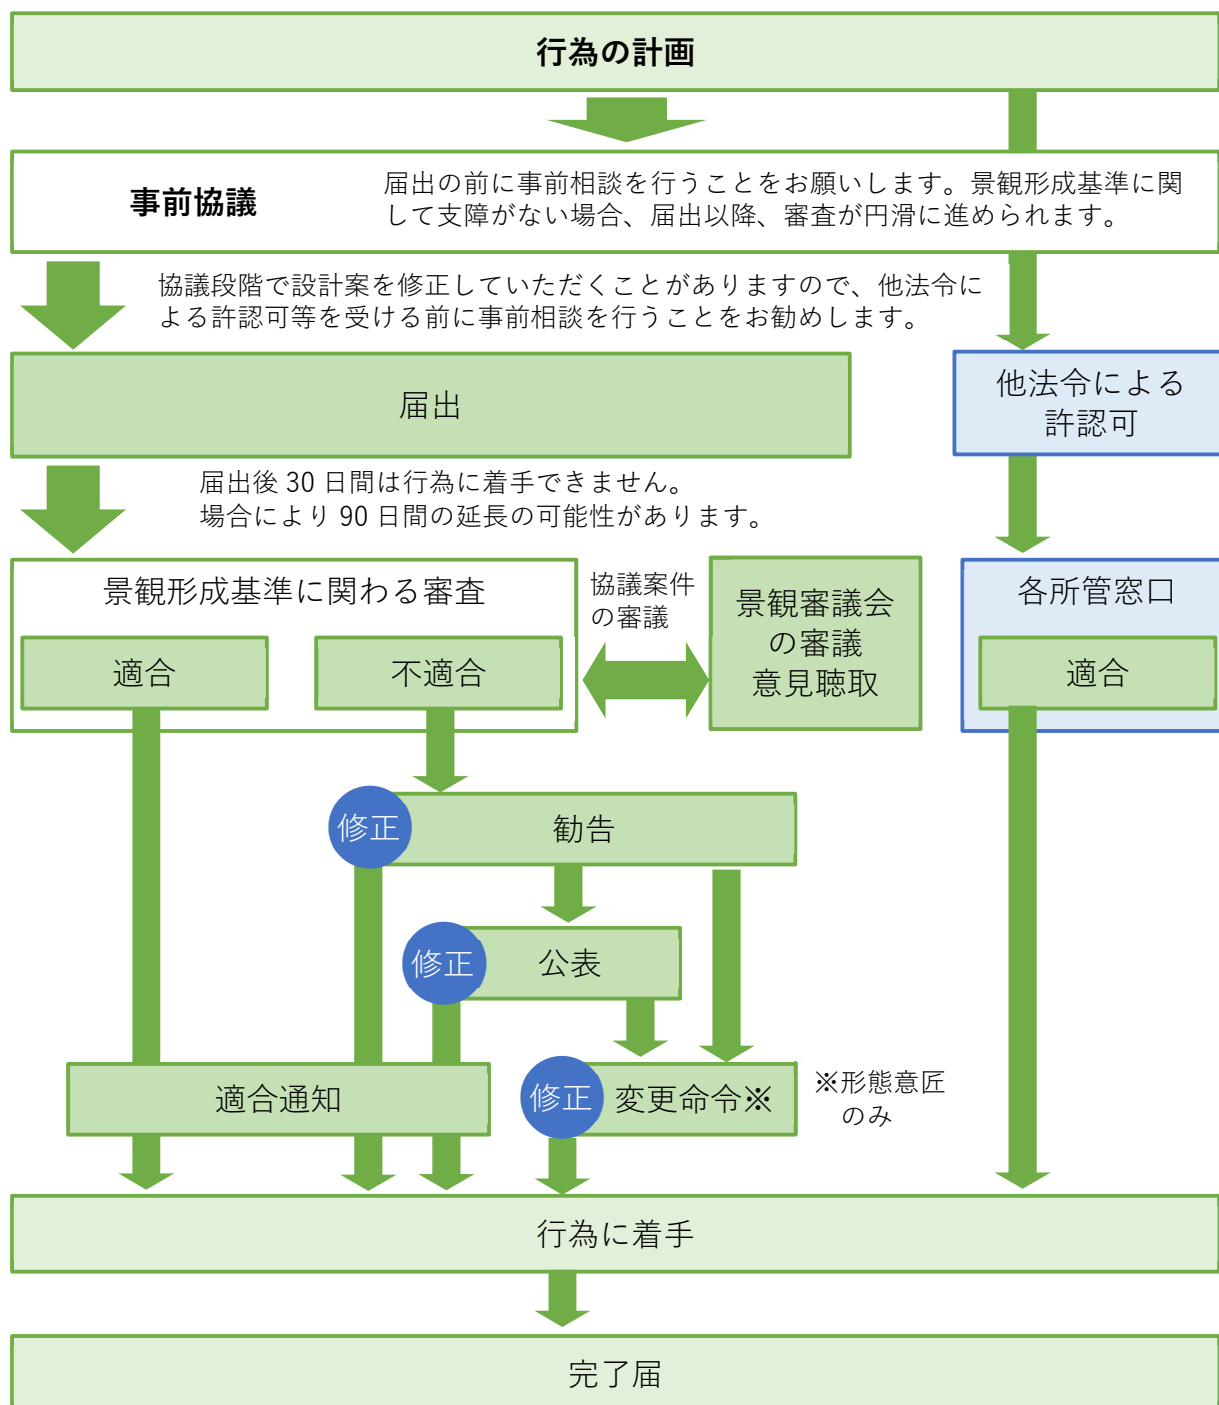 行為の計画
事前協議
届出の前に事前相談を行うことをお願いします。景観形成基準に関
して支障がない場合、届出以降、審査が円滑に進められます。
協議段階で設計案を修正していただくことがありますので、他法令に
よる許認可等を受ける前に事前相談を行うことをお勧めします。
届出
他法令による
許認可
届出後 30 日間は行為に着手できません。
場合により 90 日間の延長の可能性があります。
景観形成基準に関わる審査
適合
不適合
協議案件
の審議
景観審議会
の審議
意見聴取
各所管窓口
適合
修正
勧告
修正
公表
適合通知
修正
変更命令※
※形態意匠
のみ
行為に着手
完了届